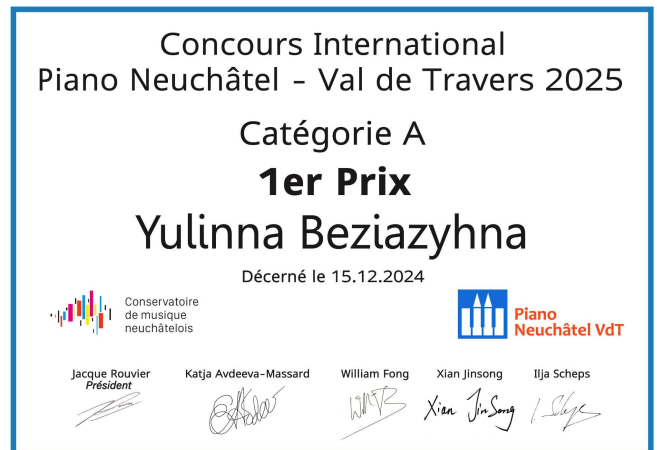 Concours International
Piano Neuchâtel - Val de Travers 2025
Catégorie A
1er Prix
Yulinna Beziazyhna
Décerné le 15.12.2024
Conservatoire
de musique
neuchâtelois
Piano
Neuchâtel VdT
Jacque Rouvier
Président
Katja Avdeeva-Massard
William Fong
Xian Jinsong
Ilja Scheps
Xian JinSong